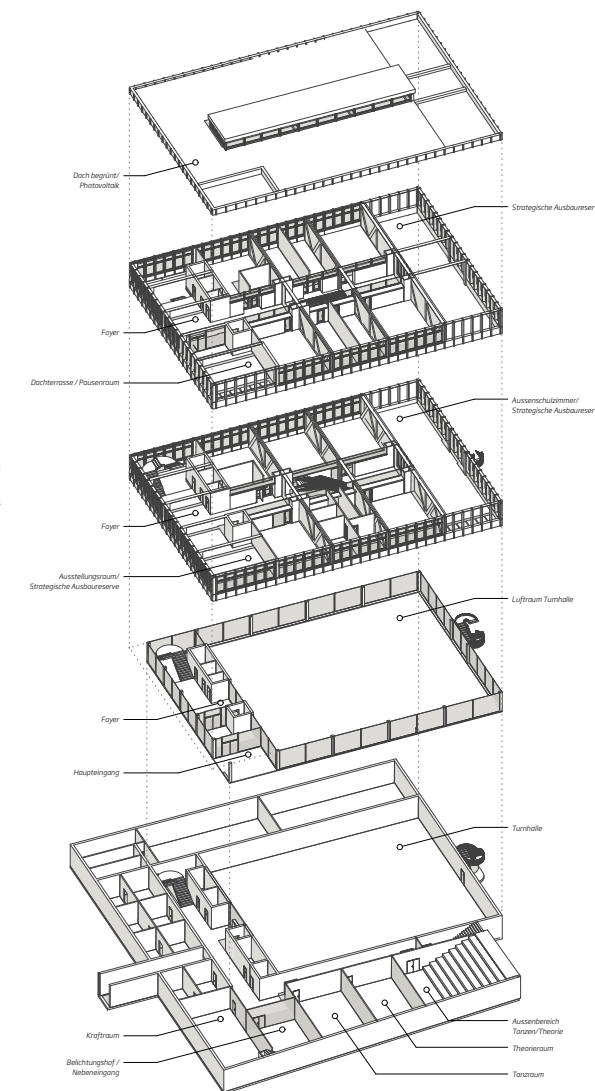 Dach begrünt/
Photovoltaik
Strategische Ausbaureser
Foyer
Dachterrasse / Pausenraum
Aussenschulzimmer/
Strategische Ausbaureser
Foyer
Ausstellungsraum/
Strategische Ausbaureserve
Luftraum Turnhalle
Foyer
Haupteingang
Turnhalle
Kraftraum
Aussenbereich
Tanzen/Theorie
Belichtungshof /
Nebeneingang
Theorieraum
Tanzraum